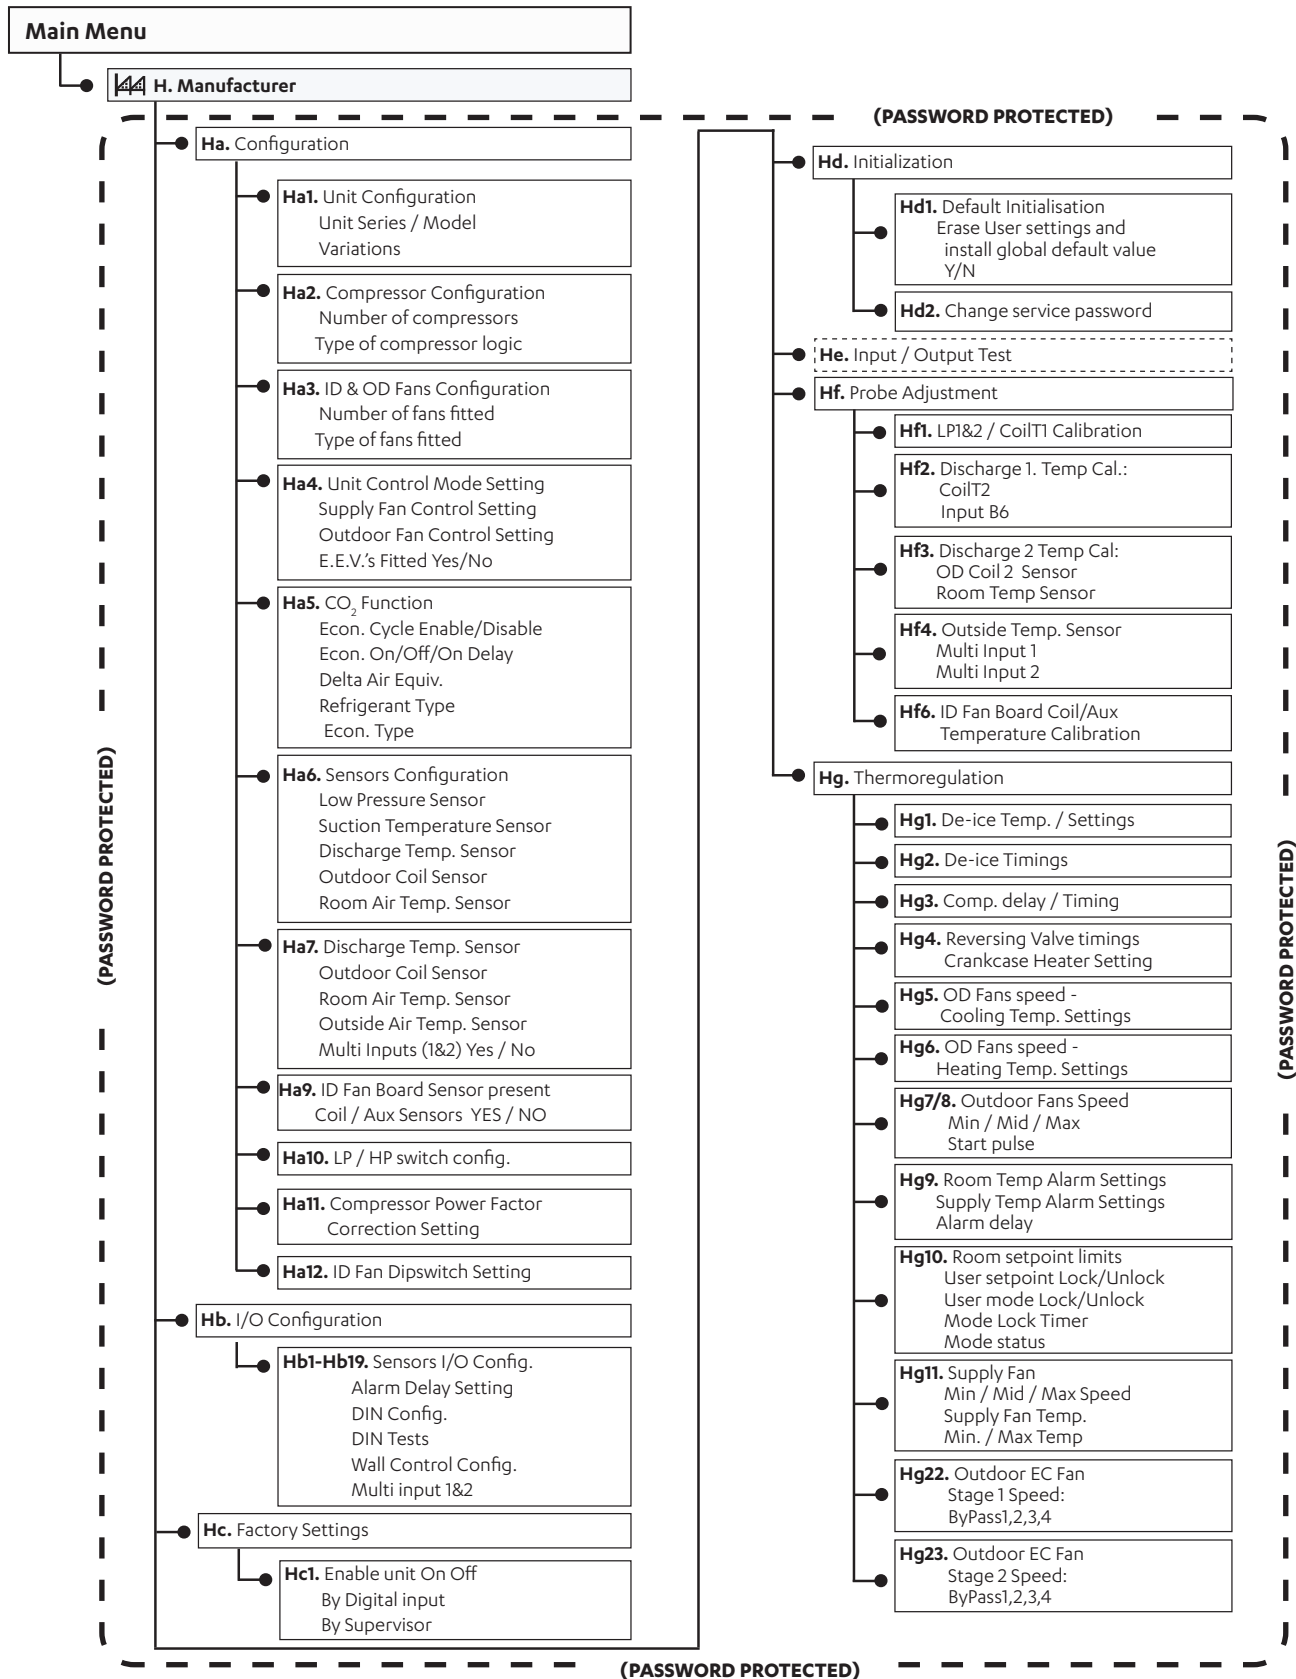 Main Menu
H. Manufacturer
(PASSWORD PROTECTED)
Ha. Configuration
Ha1. Unit Configuration
Unit Series / Model
Variations
Ha2. Compressor Configuration
Number of compressors
Type of compressor logic
Ha3. ID & OD Fans Configuration
Number of fans fitted
Type of fans fitted
Ha4. Unit Control Mode Setting
Supply Fan Control Setting
Outdoor Fan Control Setting
E.E.V.'s Fitted Yes/No
Ha5. CO₂ Function
Econ. Cycle Enable/Disable
Econ. On/Off/On Delay
Delta Air Equiv.
Refrigerant Type
Econ. Type
Ha6. Sensors Configuration
Low Pressure Sensor
Suction Temperature Sensor
Discharge Temp. Sensor
Outdoor Coil Sensor
Room Air Temp. Sensor
Ha7. Discharge Temp. Sensor
Outdoor Coil Sensor
Room Air Temp. Sensor
Outside Air Temp. Sensor
Multi Inputs (1&2) Yes / No
Ha9. ID Fan Board Sensor present
Coil / Aux Sensors YES / NO
Ha10. LP / HP switch config.
Ha11. Compressor Power Factor
Correction Setting
Ha12. ID Fan Dipswitch Setting
Hb. I/O Configuration
Hb1-Hb19. Sensors I/O Config.
Alarm Delay Setting
DIN Config.
DIN Tests
Wall Control Config.
Multi input 1&2
Hc. Factory Settings
Hc1. Enable unit On Off
By Digital input
By Supervisor
(PASSWORD PROTECTED)
Hd. Initialization
Hd1. Default Initialisation
Erase User settings and
install global default value
Y/N
Hd2. Change service password
He. Input / Output Test
Hf. Probe Adjustment
Hf1. LP1&2 / CoilT1 Calibration
Hf2. Discharge 1. Temp Cal.:
CoilT2
Input B6
Hf3. Discharge 2 Temp Cal:
OD Coil 2 Sensor
Room Temp Sensor
Hf4. Outside Temp. Sensor
Multi Input 1
Multi Input 2
Hf6. ID Fan Board Coil/Aux
Temperature Calibration
Hg. Thermoregulation
Hg1. De-ice Temp. / Settings
Hg2. De-ice Timings
Hg3. Comp. delay / Timing
Hg4. Reversing Valve timings
Crankcase Heater Setting
Hg5. OD Fans speed -
Cooling Temp. Settings
Hg6. OD Fans speed -
Heating Temp. Settings
Hg7/8. Outdoor Fans Speed
Min / Mid / Max
Start pulse
Hg9. Room Temp Alarm Settings
Supply Temp Alarm Settings
Alarm delay
Hg10. Room setpoint limits
User setpoint Lock/Unlock
User mode Lock/Unlock
Mode Lock Timer
Mode status
Hg11. Supply Fan
Min / Mid / Max Speed
Supply Fan Temp.
Min. / Max Temp
Hg22. Outdoor EC Fan
Stage 1 Speed:
ByPass1,2,3,4
Hg23. Outdoor EC Fan
Stage 2 Speed:
ByPass1,2,3,4
(PASSWORD PROTECTED)
(PASSWORD PROTECTED)